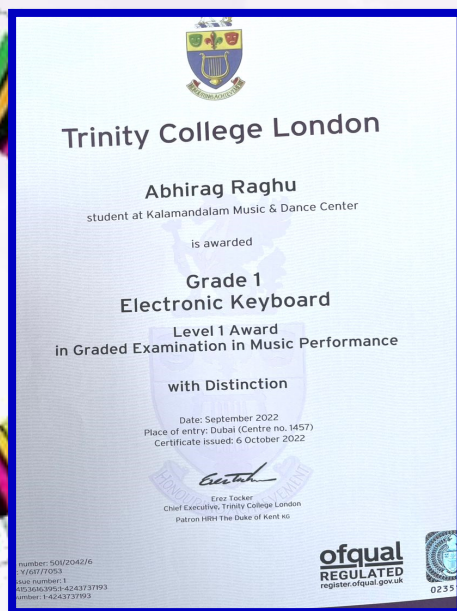 Trinity College London
Abhirag Raghu
student at Kalamandalam Music & Dance Center
is awarded
Grade 1
Electronic Keyboard
Level 1 Award
in Graded Examination in Music Performance
with Distinction
Date: September 2022
Place of entry: Dubai (Centre no. 1457)
Certificate issued: 6 October 2022
Erez Tocker
Chief Executive, Trinity College London
Patron HRH The Duke of Kent KG
number: 501/2042/6
: Y/617/7053
ssue number: 1
:4243737193
umber: 1-4243737193
ofqual
REGULATED
register.ofqual.gov.uk
0235